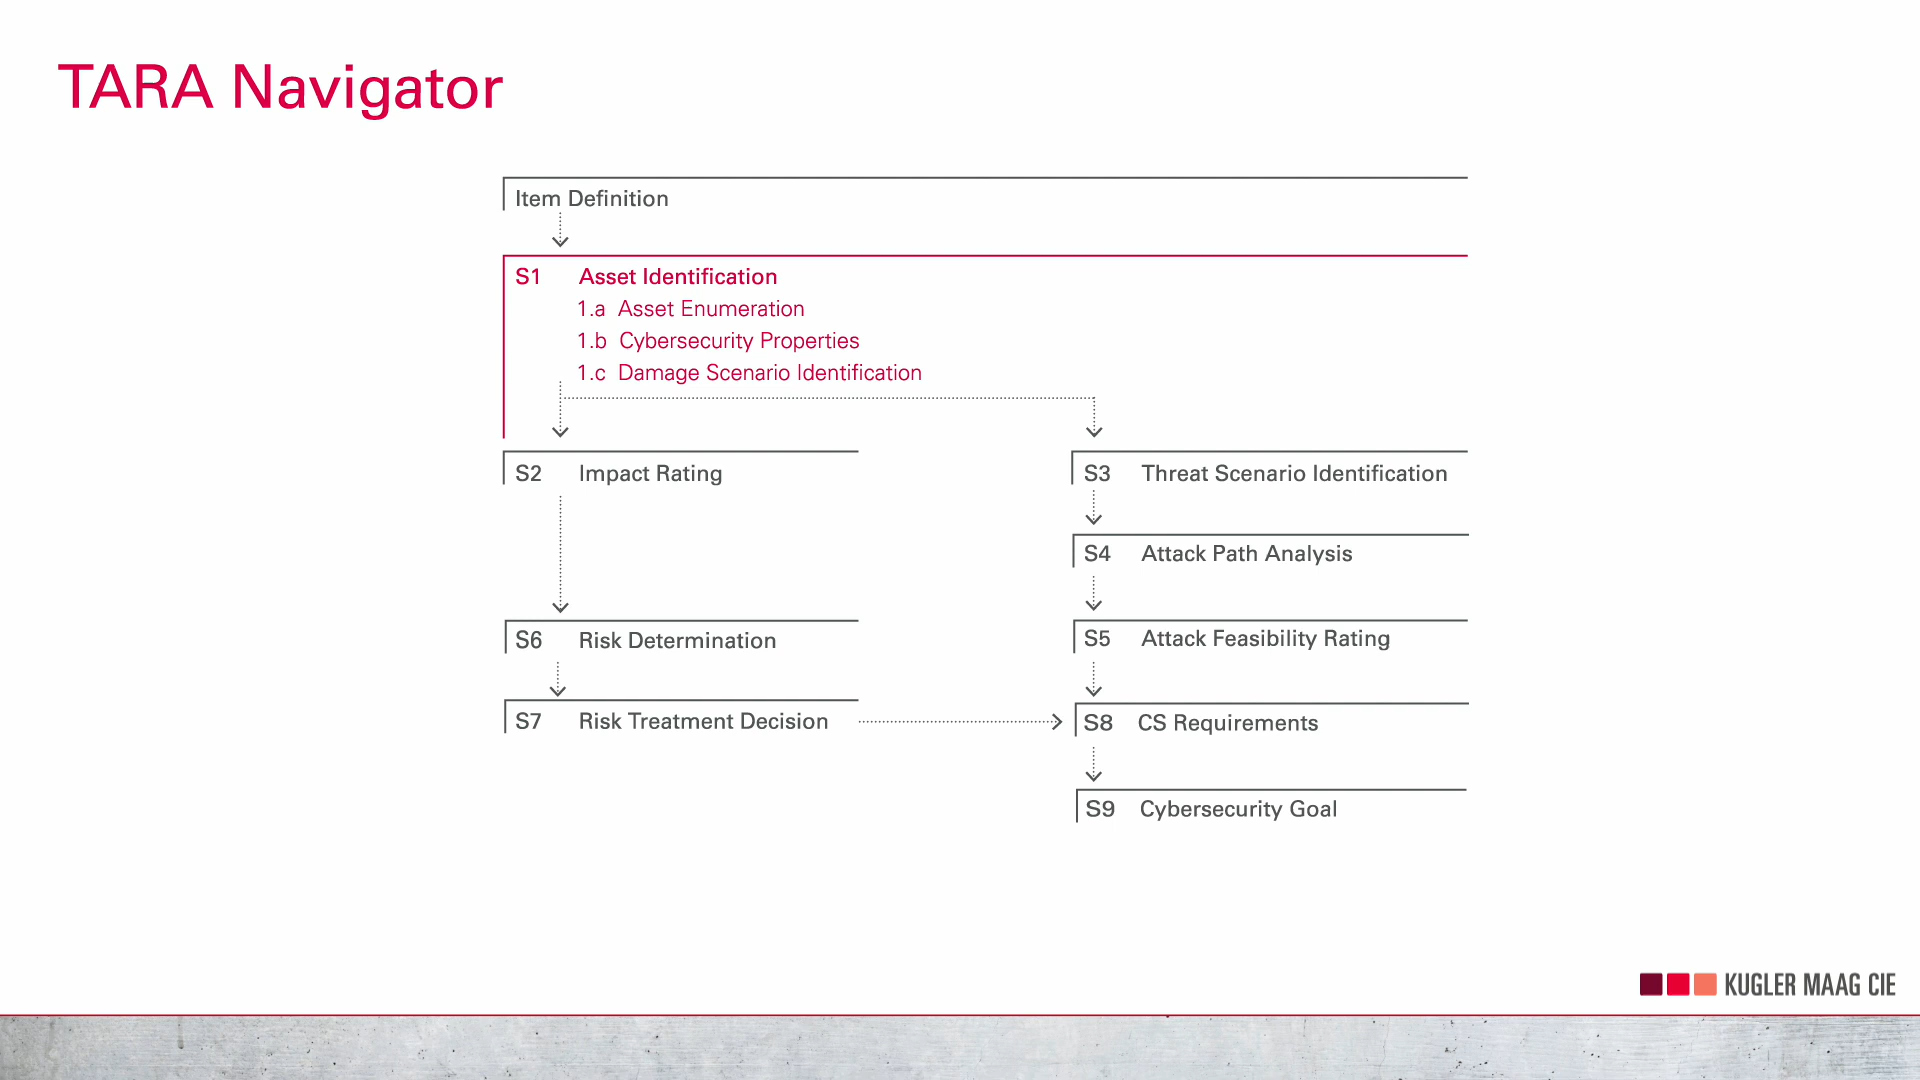 TARA Navigator
Item Definition
S1 Asset Identification
1.a Asset Enumeration
1.b Cybersecurity Properties
1.c Damage Scenario Identification
S2 Impact Rating
S3 Threat Scenario Identification
S4 Attack Path Analysis
S6 Risk Determination
S5 Attack Feasibility Rating
S7 Risk Treatment Decision
S8 CS Requirements
S9 Cybersecurity Goal
KUGLER MAAG CIE